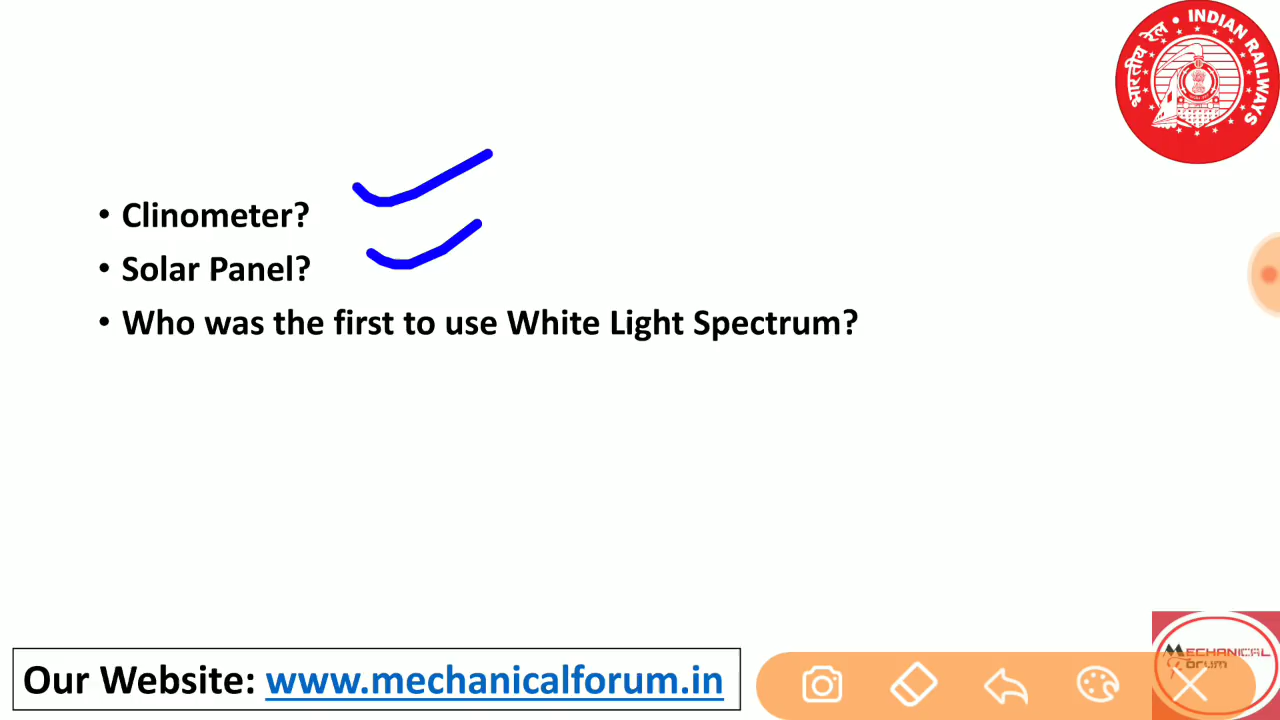 भारतीय रेल • INDIAN RAILWAYS
• Clinometer?
• Solar Panel?
• Who was the first to use White Light Spectrum?
Our Website: www.mechanicalforum.in
MECHANICAL
Forum